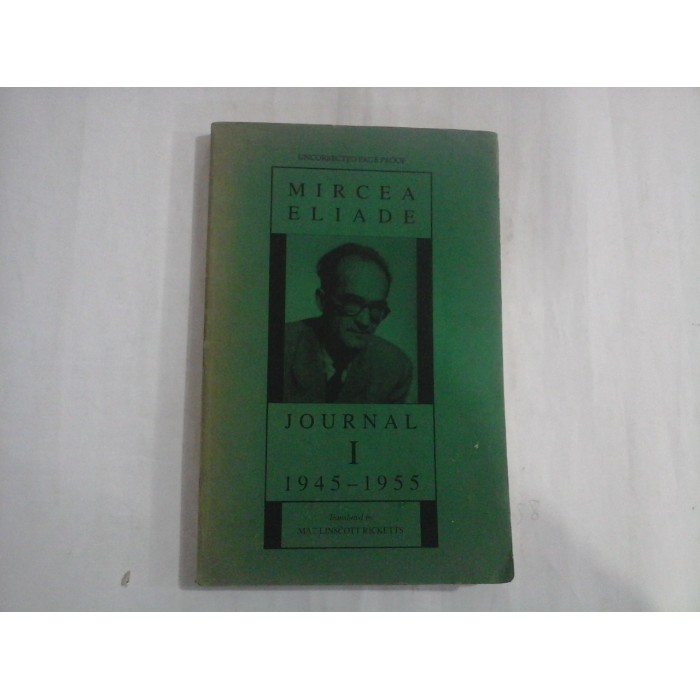 UNCORRECTED PAGE PROOF
MIRCEA
ELIADE
JOURNAL
I
1945–1955
Translated by
MAC LINSCOTT RICKETTS